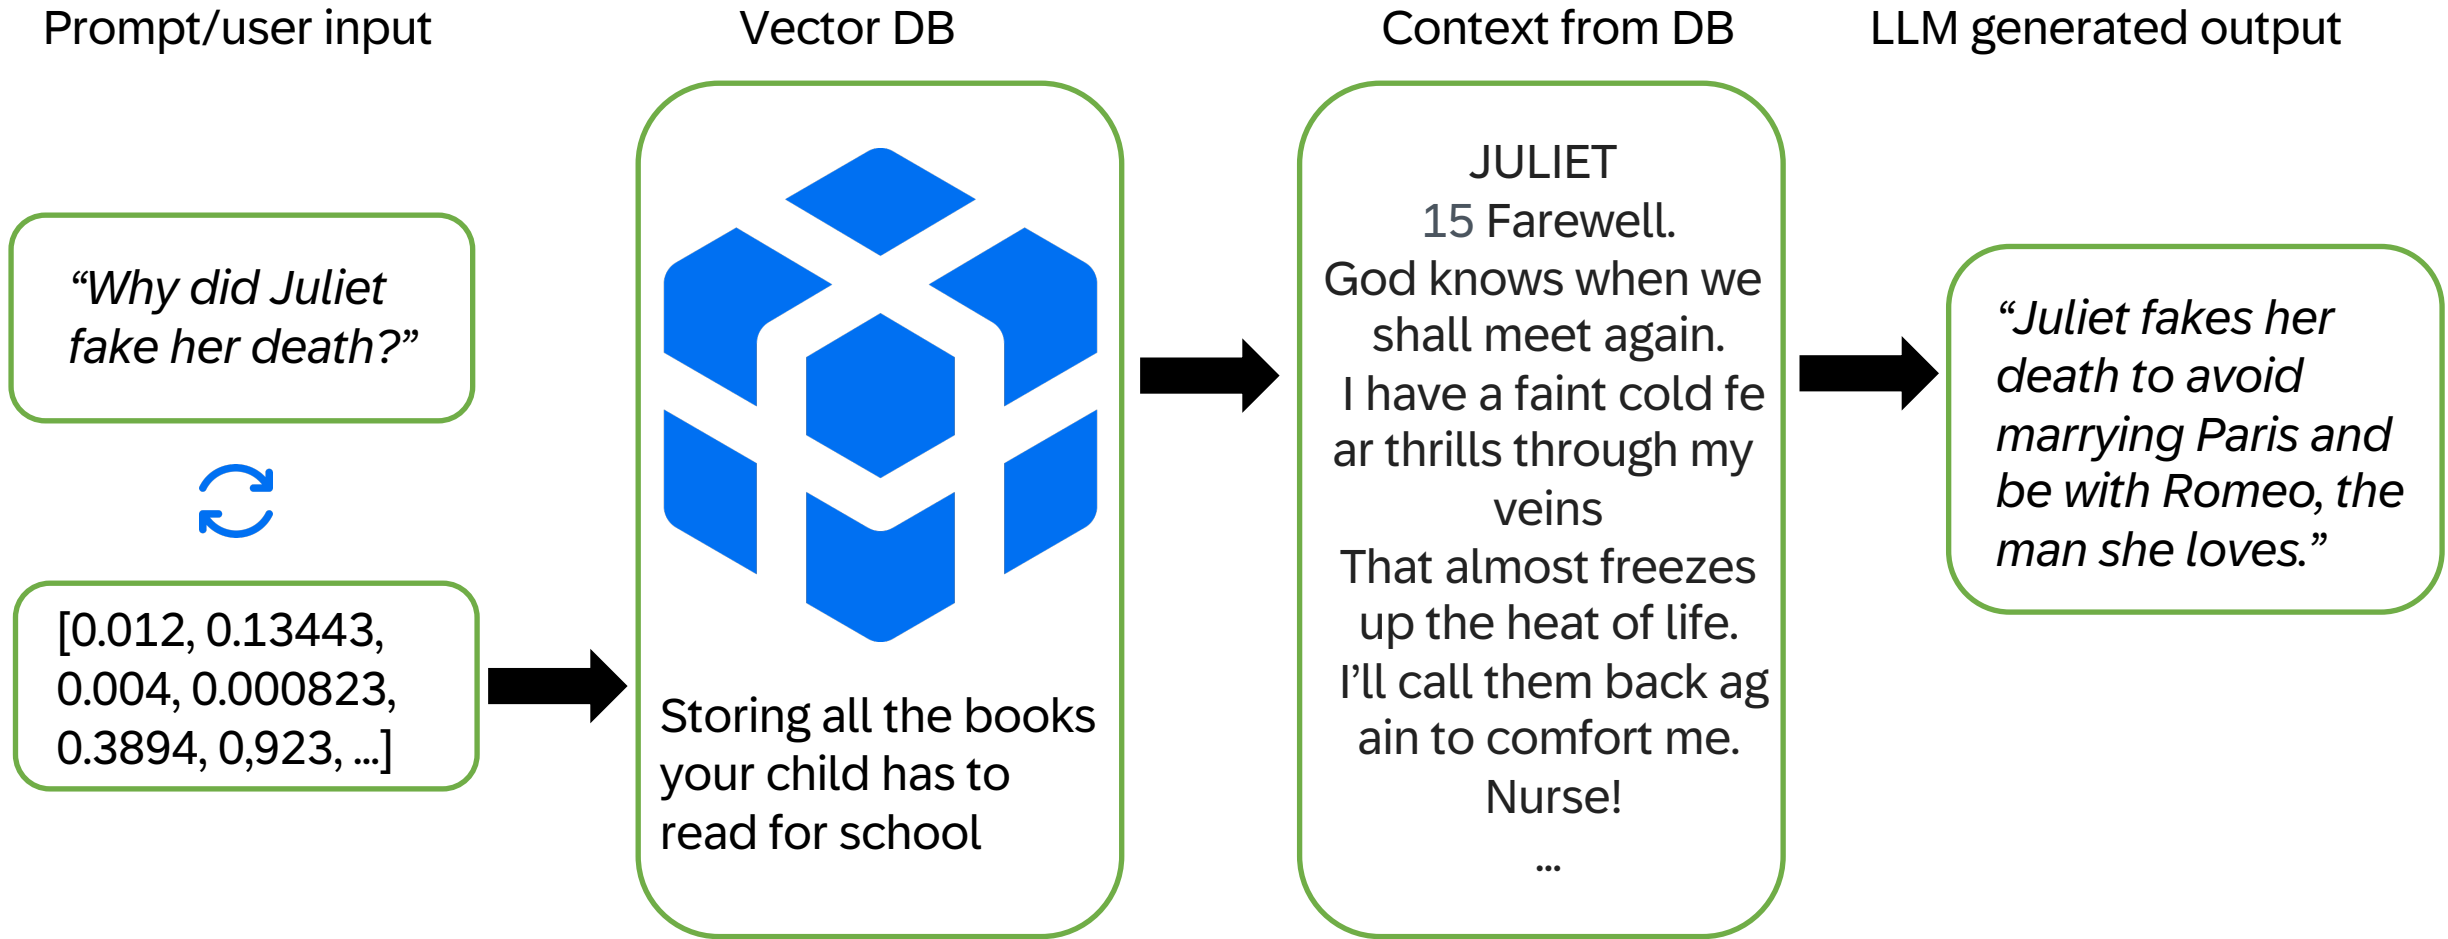 Prompt/user input
Vector DB
Context from DB
LLM generated output
“Why did Juliet
fake her death?”
[0.012, 0.13443,
0.004, 0.000823,
0.3894, 0,923, ...]
Storing all the books
your child has to
read for school
JULIET
15 Farewell.
God knows when we
shall meet again.
I have a faint cold fe
ar thrills through my
veins
That almost freezes
up the heat of life.
I’ll call them back ag
ain to comfort me.
Nurse!
...
“Juliet fakes her
death to avoid
marrying Paris and
be with Romeo, the
man she loves.”